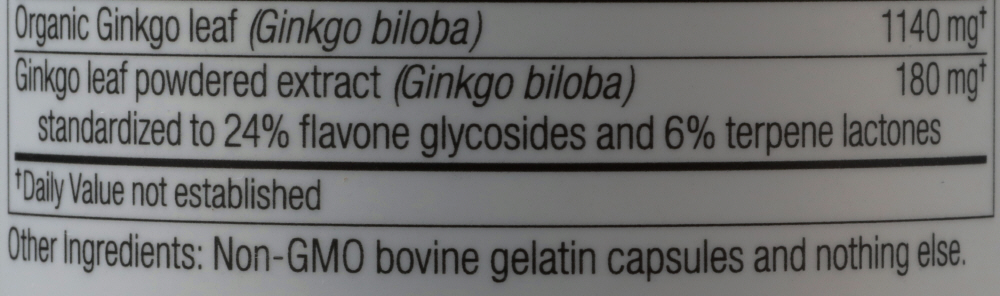 Organic Ginkgo leaf (Ginkgo biloba) 1140 mg†
Ginkgo leaf powdered extract (Ginkgo biloba) 180 mg†
standardized to 24% flavone glycosides and 6% terpene lactones
†Daily Value not established
Other Ingredients: Non-GMO bovine gelatin capsules and nothing else.